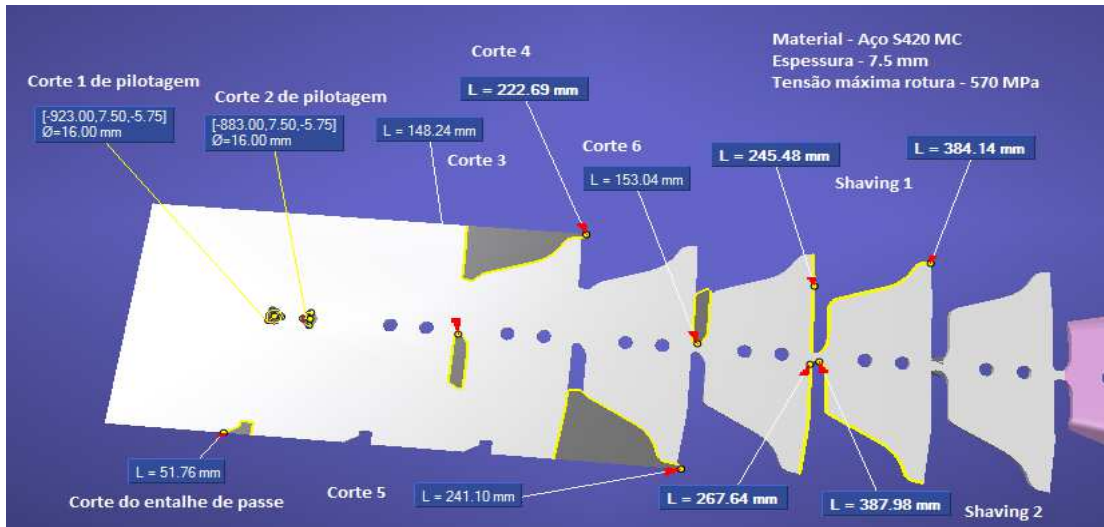 Material - Aço S420 MC
Espessura - 7.5 mm
Tensão máxima rotura - 570 MPa
Corte 4
L = 222.69 mm
Corte 1 de pilotagem
[-923.00,7.50,-5.75]
Ø=16.00 mm
Corte 2 de pilotagem
[-883.00,7.50,-5.75]
Ø=16.00 mm
L = 148.24 mm
Corte 3
Corte 6
L = 153.04 mm
L = 245.48 mm
L = 384.14 mm
Shaving 1
L = 51.76 mm
Corte do entalhe de passe
Corte 5
L = 241.10 mm
L = 267.64 mm
L = 387.98 mm
Shaving 2